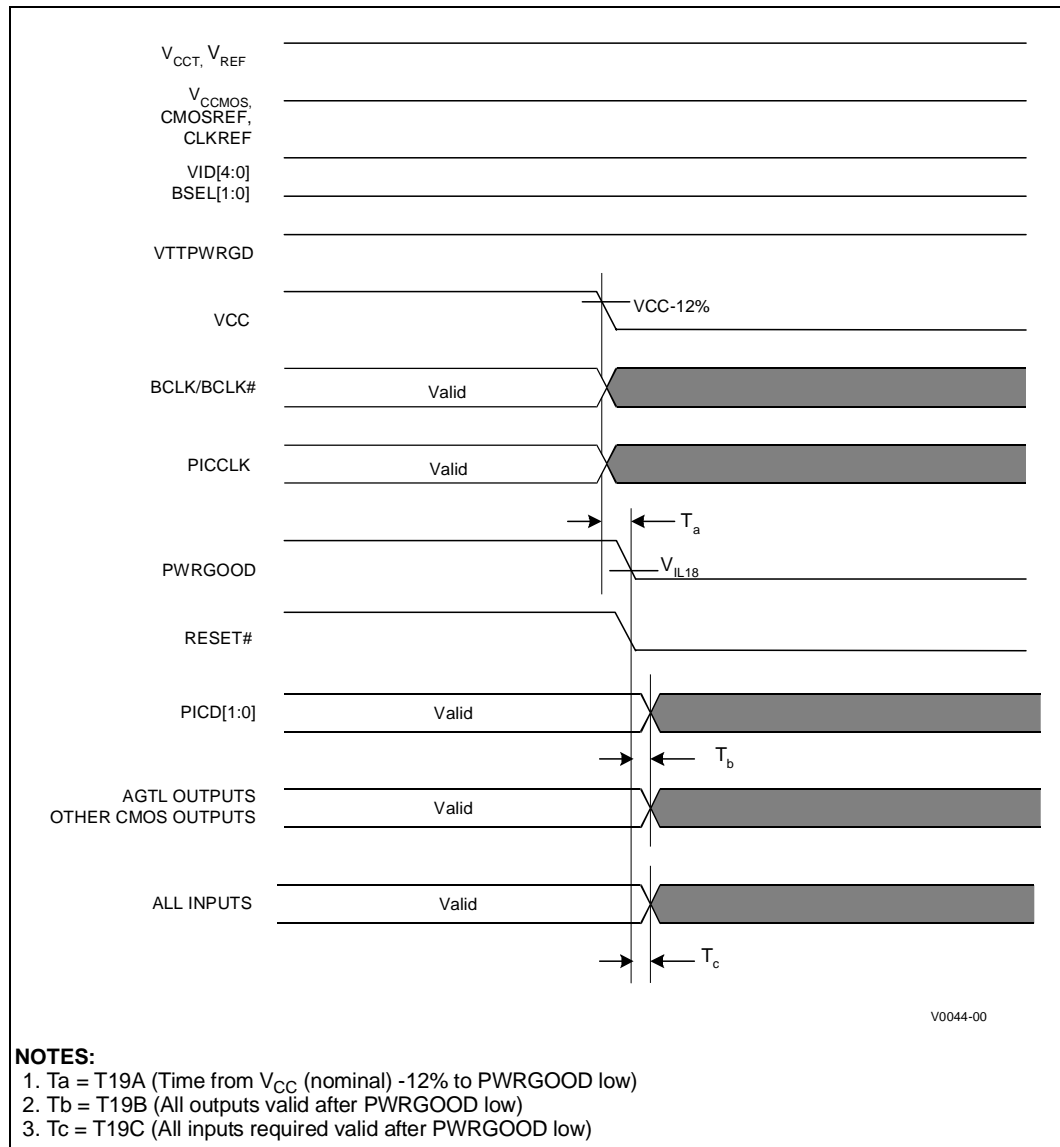 VCCT, VREF
VCCMOS,
CMOSREF,
CLKREF
VID[4:0]
BSEL[1:0]
VTTPWRGD
VCC
VCC-12%
BCLK/BCLK#
Valid
PICCLK
Valid
Ta
PWRGOOD
VIL18
RESET#
PICD[1:0]
Valid
Tb
AGTL OUTPUTS
OTHER CMOS OUTPUTS
Valid
ALL INPUTS
Valid
Tc
V0044-00
NOTES:
1. Ta = T19A (Time from VCC (nominal) -12% to PWRGOOD low)
2. Tb = T19B (All outputs valid after PWRGOOD low)
3. Tc = T19C (All inputs required valid after PWRGOOD low)